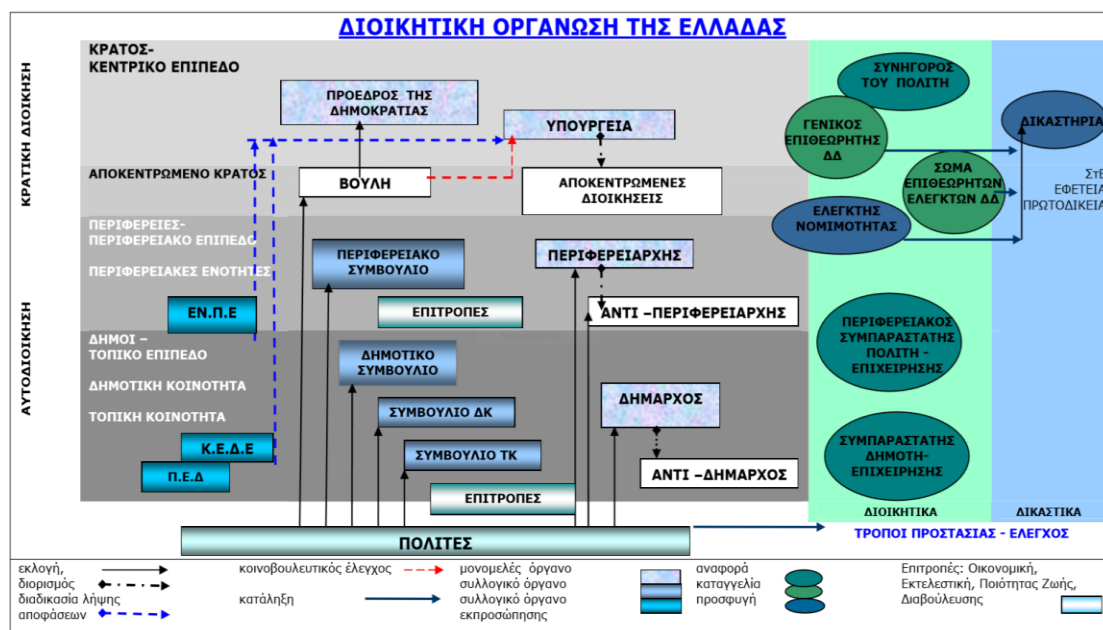 ΔΙΟΙΚΗΤΙΚΗ ΟΡΓΑΝΩΣΗ ΤΗΣ ΕΛΛΑΔΑΣ
ΚΡΑΤΙΚΗ ΔΙΟΙΚΗΣΗ
ΚΡΑΤΟΣ-
ΚΕΝΤΡΙΚΟ ΕΠΙΠΕΔΟ
ΠΡΟΕΔΡΟΣ ΤΗΣ
ΔΗΜΟΚΡΑΤΙΑΣ
ΥΠΟΥΡΓΕΙΑ
ΣΥΝΗΓΟΡΟΣ
ΤΟΥ ΠΟΛΙΤΗ
ΓΕΝΙΚΟΣ
ΕΠΙΘΕΩΡΗΤΗΣ
ΔΔ
ΔΙΚΑΣΤΗΡΙΑ
ΑΠΟΚΕΝΤΡΩΜΕΝΟ ΚΡΑΤΟΣ
ΒΟΥΛΗ
ΑΠΟΚΕΝΤΡΩΜΕΝΕΣ
ΔΙΟΙΚΗΣΕΙΣ
ΣΩΜΑ
ΕΠΙΘΕΩΡΗΤΩΝ
ΕΛΕΓΚΤΩΝ ΔΔ
ΣτΕ
ΕΦΕΤΕΙΑ
ΠΡΩΤΟΔΙΚΕΙΑ
ΕΛΕΓΚΤΗΣ
ΝΟΜΙΜΟΤΗΤΑΣ
ΑΥΤΟΔΙΟΙΚΗΣΗ
ΠΕΡΙΦΕΡΕΙΕΣ-
ΠΕΡΙΦΕΡΕΙΑΚΟ ΕΠΙΠΕΔΟ
ΠΕΡΙΦΕΡΕΙΑΚΕΣ ΕΝΟΤΗΤΕΣ
ΠΕΡΙΦΕΡΕΙΑΚΟ
ΣΥΜΒΟΥΛΙΟ
ΠΕΡΙΦΕΡΕΙΑΡΧΗΣ
ΕΝ.Π.Ε
ΕΠΙΤΡΟΠΕΣ
ΑΝΤΙ –ΠΕΡΙΦΕΡΕΙΑΡΧΗΣ
ΠΕΡΙΦΕΡΕΙΑΚΟΣ
ΣΥΜΠΑΡΑΣΤΑΤΗΣ
ΠΟΛΙΤΗ -
ΕΠΙΧΕΙΡΗΣΗΣ
ΔΗΜΟΙ –
ΤΟΠΙΚΟ ΕΠΙΠΕΔΟ
ΔΗΜΟΤΙΚΗ ΚΟΙΝΟΤΗΤΑ
ΤΟΠΙΚΗ ΚΟΙΝΟΤΗΤΑ
ΔΗΜΟΤΙΚΟ
ΣΥΜΒΟΥΛΙΟ
ΔΗΜΑΡΧΟΣ
ΣΥΜΒΟΥΛΙΟ ΔΚ
Κ.Ε.Δ.Ε
Π.Ε.Δ
ΣΥΜΒΟΥΛΙΟ ΤΚ
ΑΝΤΙ –ΔΗΜΑΡΧΟΣ
ΣΥΜΠΑΡΑΣΤΑΤΗΣ
ΔΗΜΟΤΗ-
ΕΠΙΧΕΙΡΗΣΗΣ
ΕΠΙΤΡΟΠΕΣ
ΔΙΟΙΚΗΤΙΚΑ
ΔΙΚΑΣΤΙΚΑ
ΠΟΛΙΤΕΣ
ΤΡΟΠΟΙ ΠΡΟΣΤΑΣΙΑΣ - ΕΛΕΓΧΟΣ
εκλογή,
διορισμός
διαδικασία λήψης
αποφάσεων
κοινοβουλευτικός έλεγχος
κατάληξη
μονομελές όργανο
συλλογικό όργανο
συλλογικό όργανο
εκπροσώπησης
αναφορά
καταγγελία
προσφυγή
Επιτροπές: Οικονομική,
Εκτελεστική, Ποιότητας Ζωής,
Διαβούλευσης